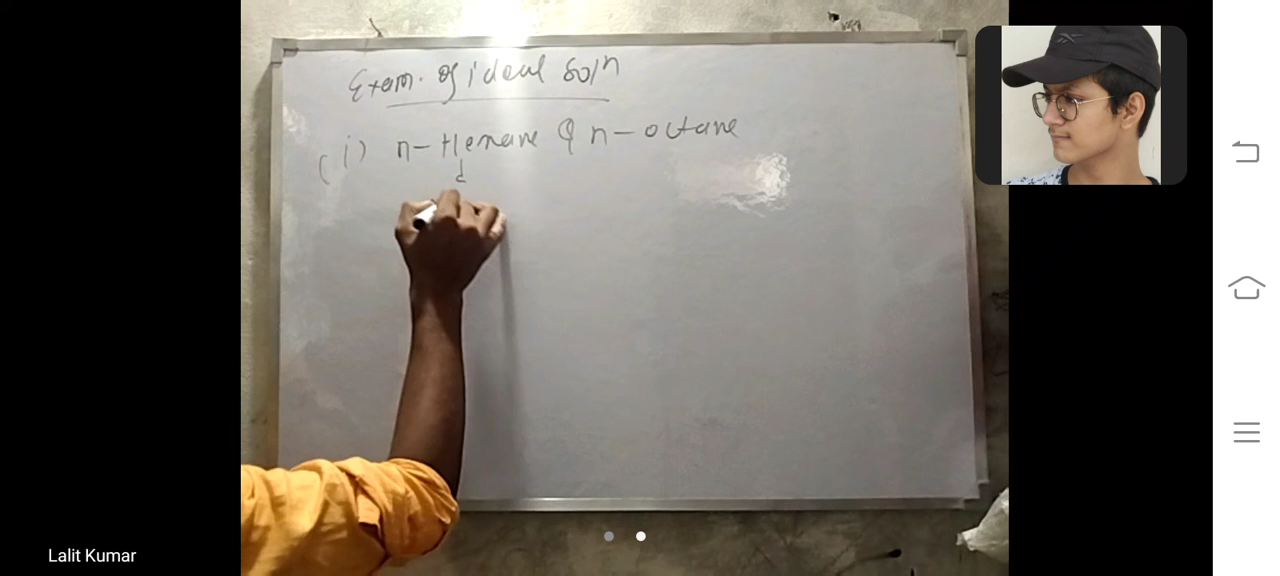 Exam. of ideal soln
(i) n-Hexane & n-octane
Lalit Kumar